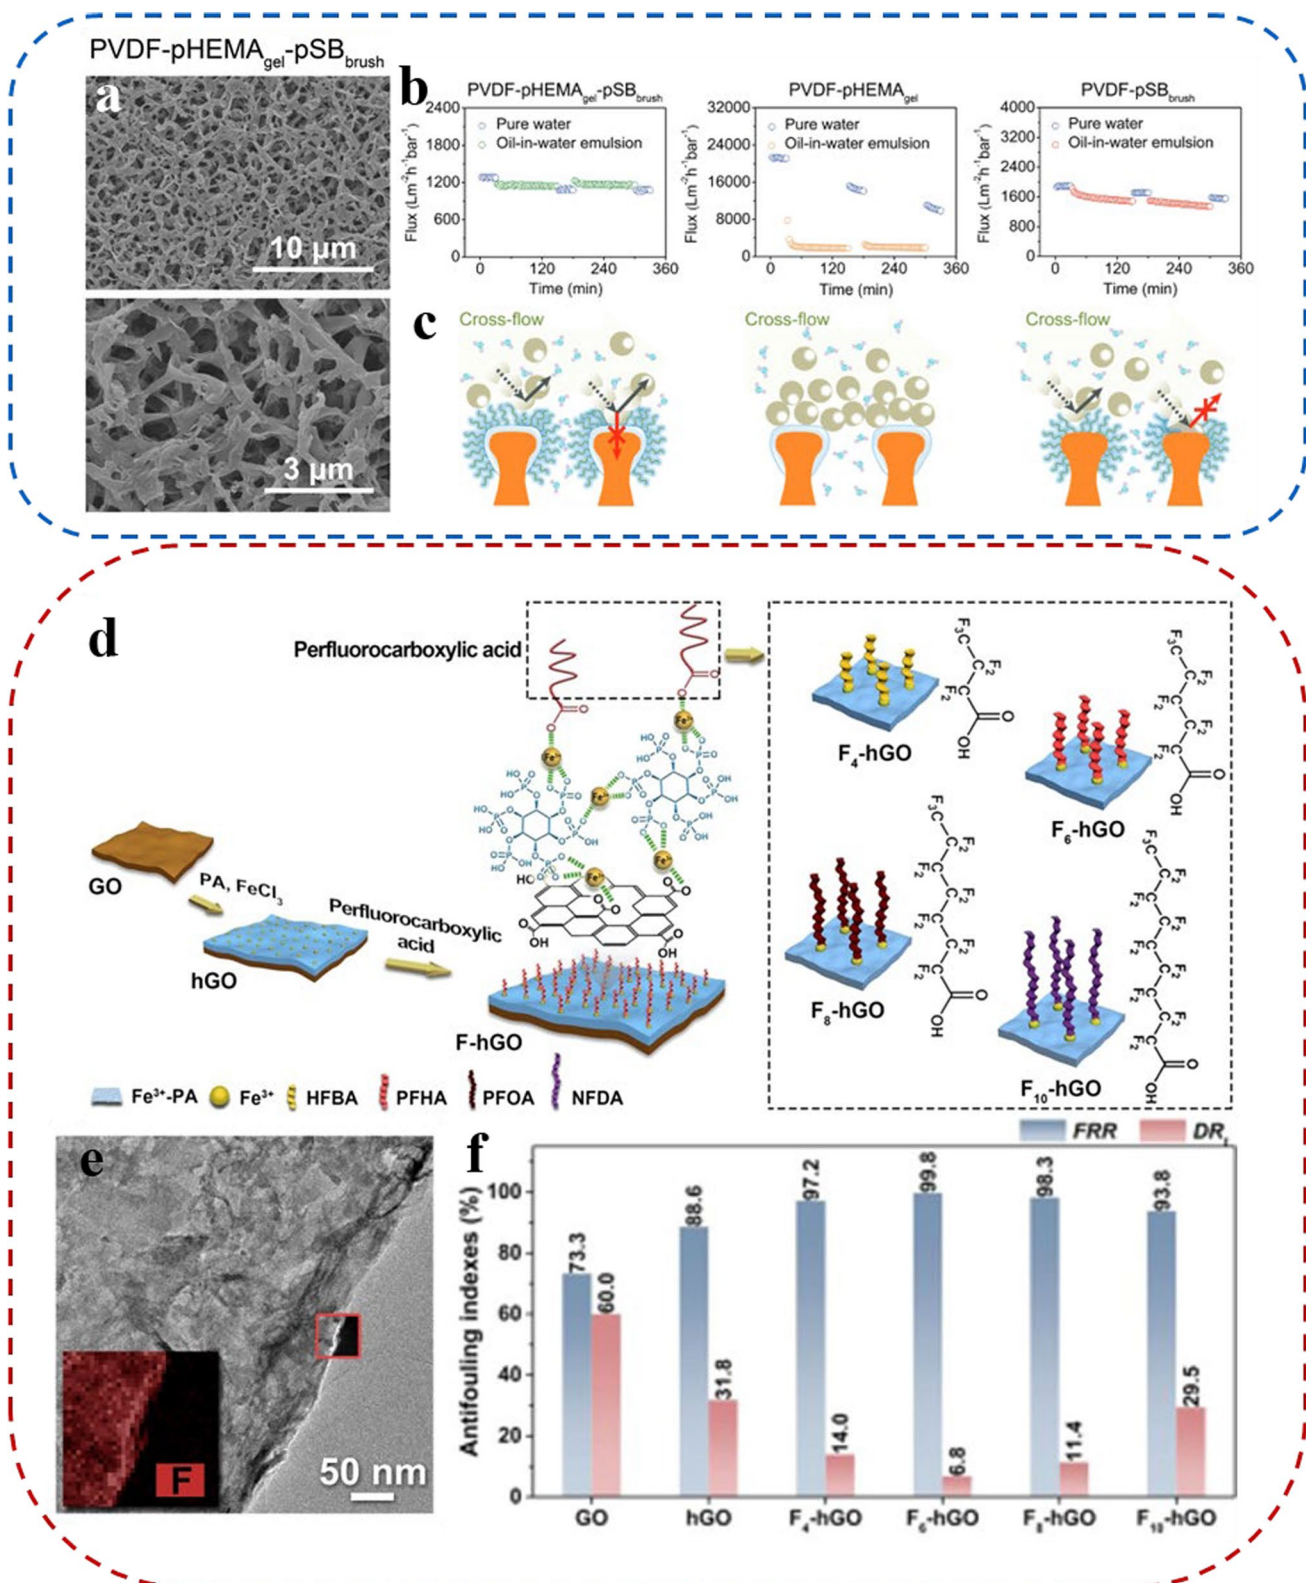 PVDF-pHEMAgel-pSBbrush
a
10 µm
3 µm
b
PVDF-pHEMAgel-pSBbrush
2400
1800
1200
600
0
Flux (Lm⁻²h⁻¹bar⁻¹)
Pure water
Oil-in-water emulsion
0 120 240 360
Time (min)
PVDF-pHEMAgel
32000
24000
16000
8000
0
Flux (Lm⁻²h⁻¹bar⁻¹)
Pure water
Oil-in-water emulsion
0 120 240 360
Time (min)
PVDF-pSBbrush
4000
3200
2400
1600
800
0
Flux (Lm⁻²h⁻¹bar⁻¹)
Pure water
Oil-in-water emulsion
0 120 240 360
Time (min)
c
Cross-flow
Cross-flow
Cross-flow
d
Perfluorocarboxylic acid
GO
PA, FeCl₃
hGO
Perfluorocarboxylic
acid
F-hGO
F₄-hGO
F₆-hGO
F₈-hGO
F₁₀-hGO
Fe³⁺-PA
Fe³⁺
HFBA
PFHA
PFOA
NFDA
e
F
50 nm
f
FRR
DRt
Antifouling indexes (%)
100
80
60
40
20
0
73.3
60.0
88.6
31.8
97.2
14.0
99.8
6.8
98.3
11.4
93.8
29.5
GO
hGO
F₄-hGO
F₆-hGO
F₈-hGO
F₁₀-hGO